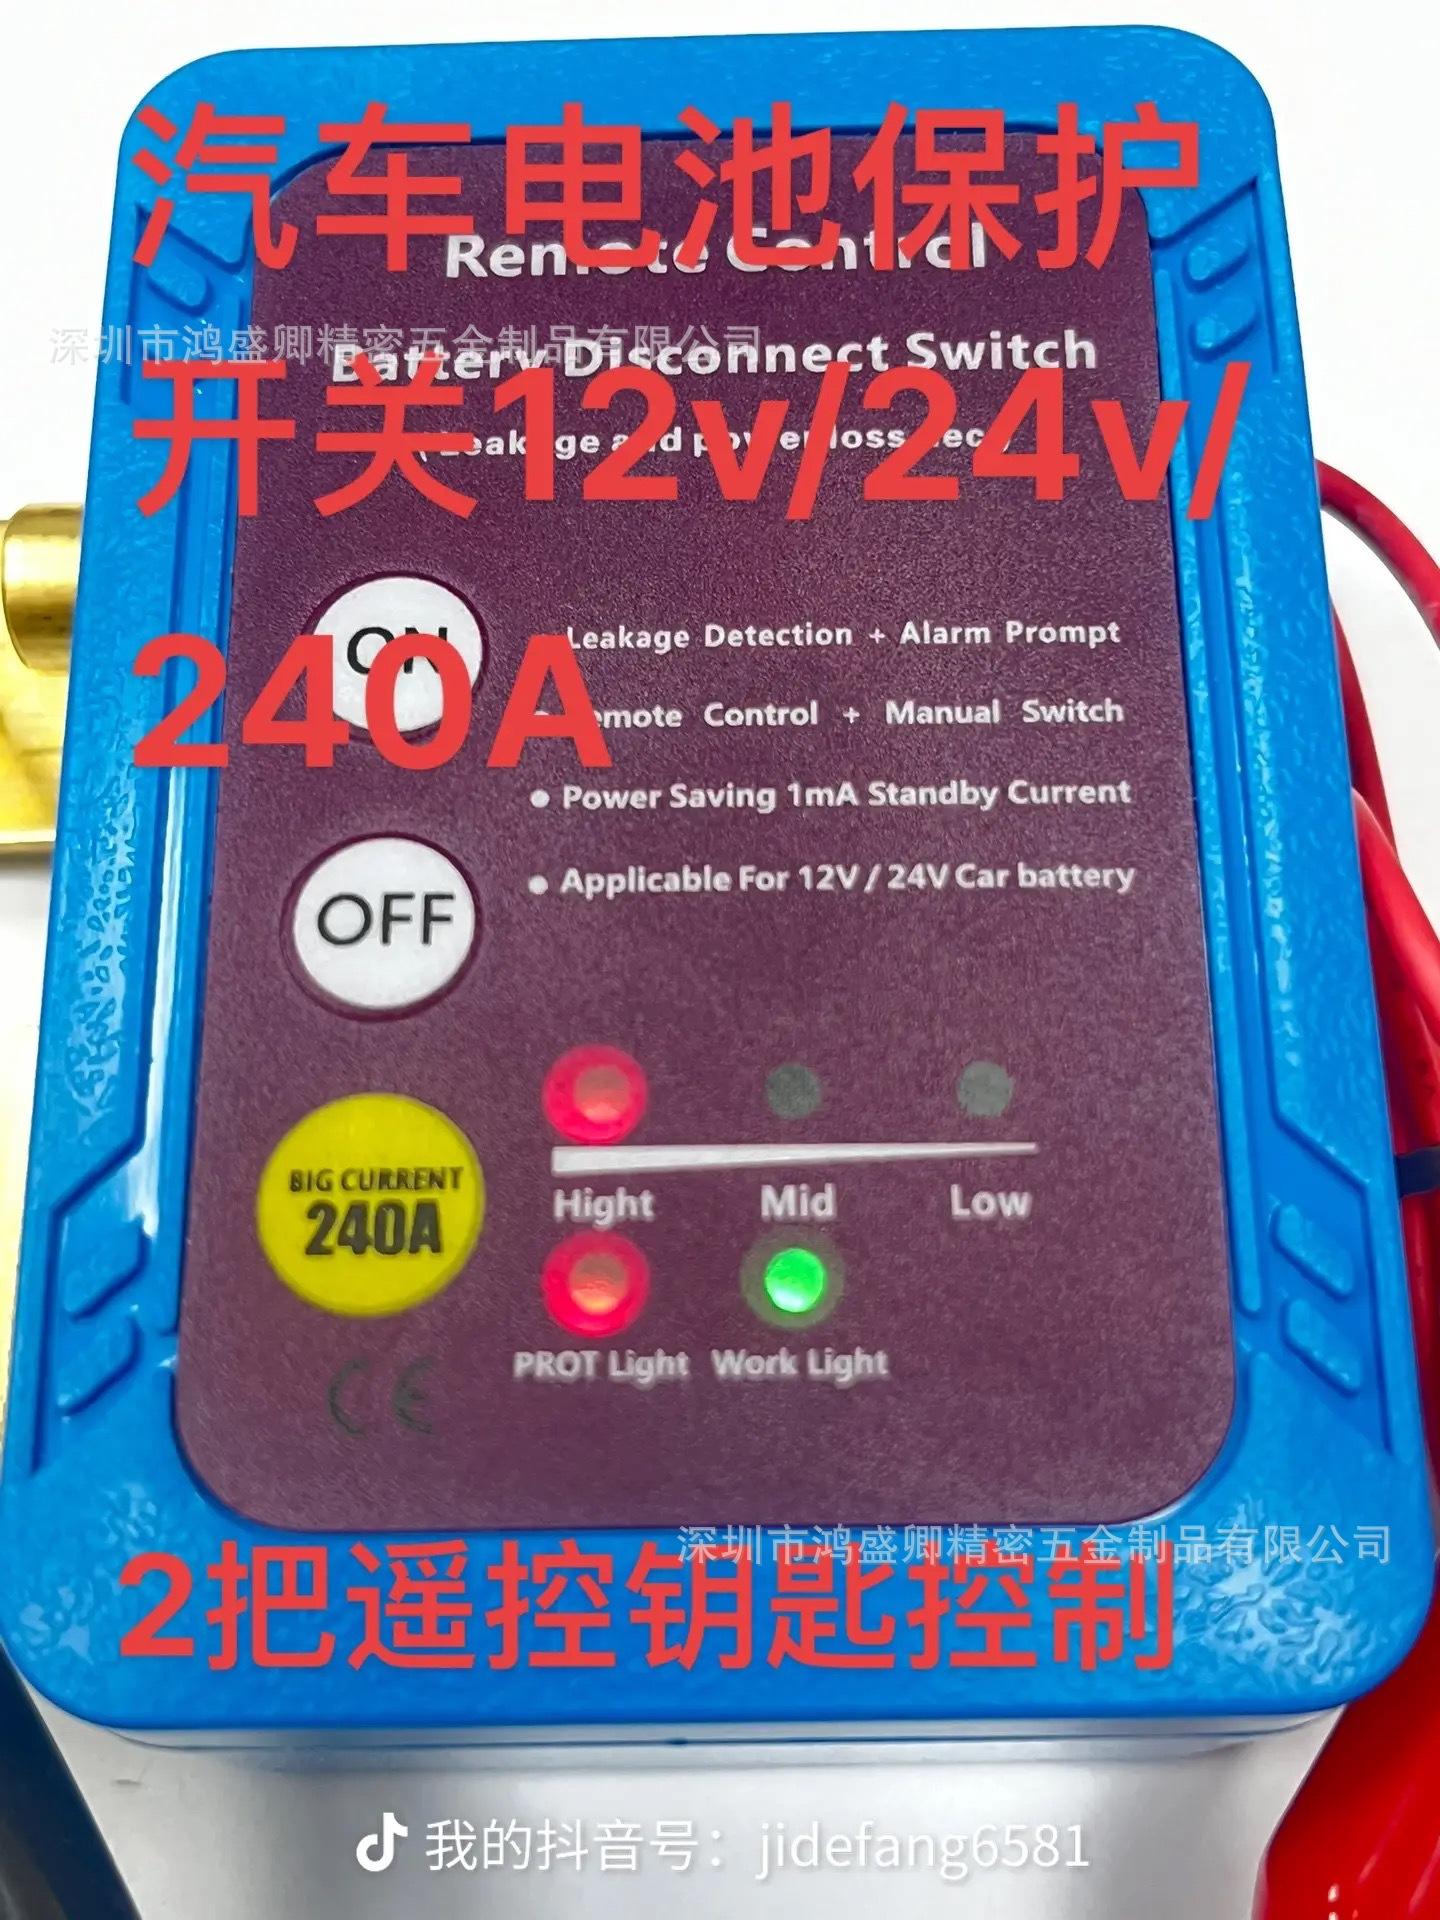 汽车电池保护
Remote Control
深圳市鸿盛卿精密五金制品有限公司
Battery Disconnect Switch
开关12v/24v/
240A
ON
Leakage Detection + Alarm Prompt
Remote Control + Manual Switch
• Power Saving 1mA Standby Current
OFF
• Applicable For 12V / 24V Car battery
BIG CURRENT
240A
Hight Mid Low
PROT Light Work Light
CE
深圳市鸿盛卿精密五金制品有限公司
2把遥控钥匙控制
我的抖音号：jidefang6581